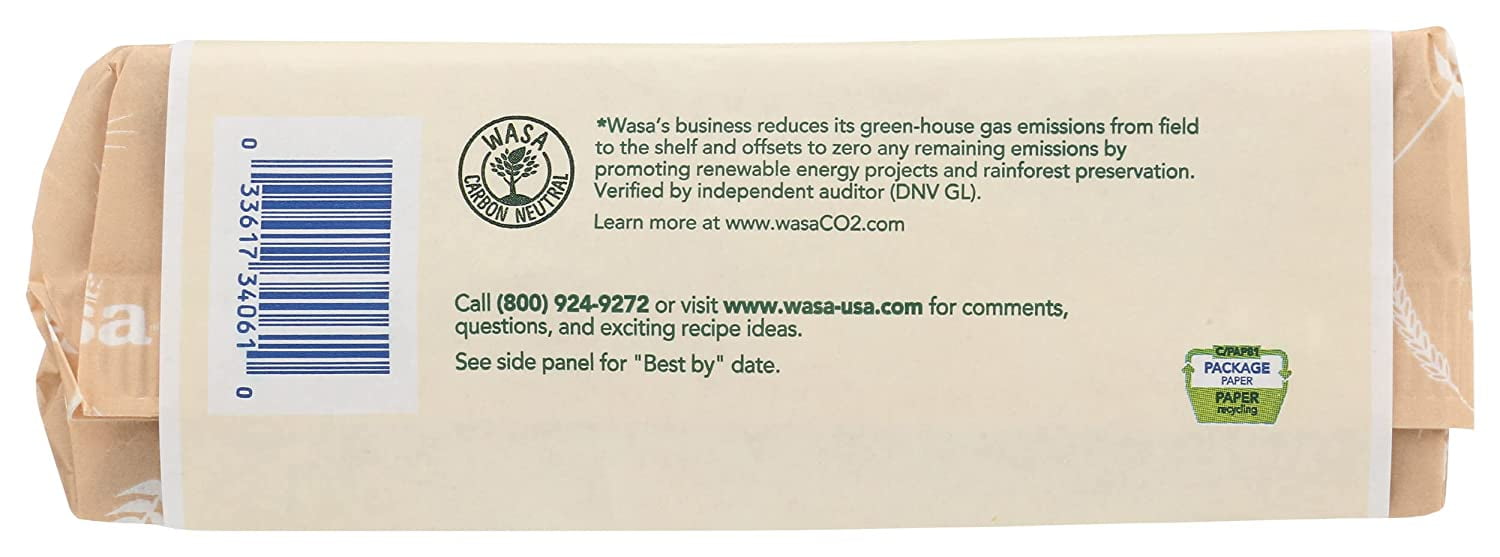 0 33617 34061 0
WASA
CARBON NEUTRAL
*Wasa's business reduces its green-house gas emissions from field
to the shelf and offsets to zero any remaining emissions by
promoting renewable energy projects and rainforest preservation.
Verified by independent auditor (DNV GL).
Learn more at www.wasaCO2.com
Call (800) 924-9272 or visit www.wasa-usa.com for comments,
questions, and exciting recipe ideas.
See side panel for "Best by" date.
C/PAP81
PACKAGE
PAPER
PAPER
recycling
sa